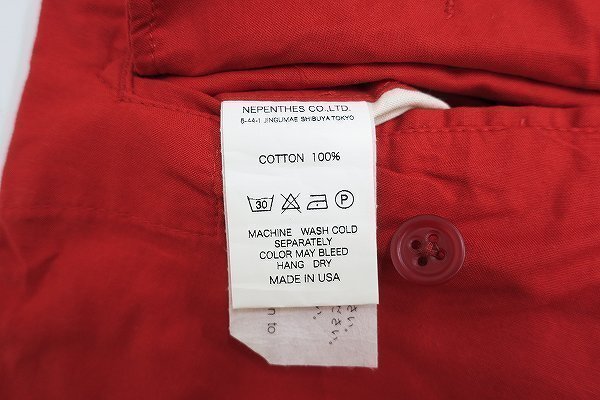 NEPENTHES CO.,LTD.
6-44-1 JINGUMAE SHIBUYA TOKYO
COTTON 100%
30 P
MACHINE WASH COLD
SEPARATELY
COLOR MAY BLEED
HANG DRY
MADE IN USA